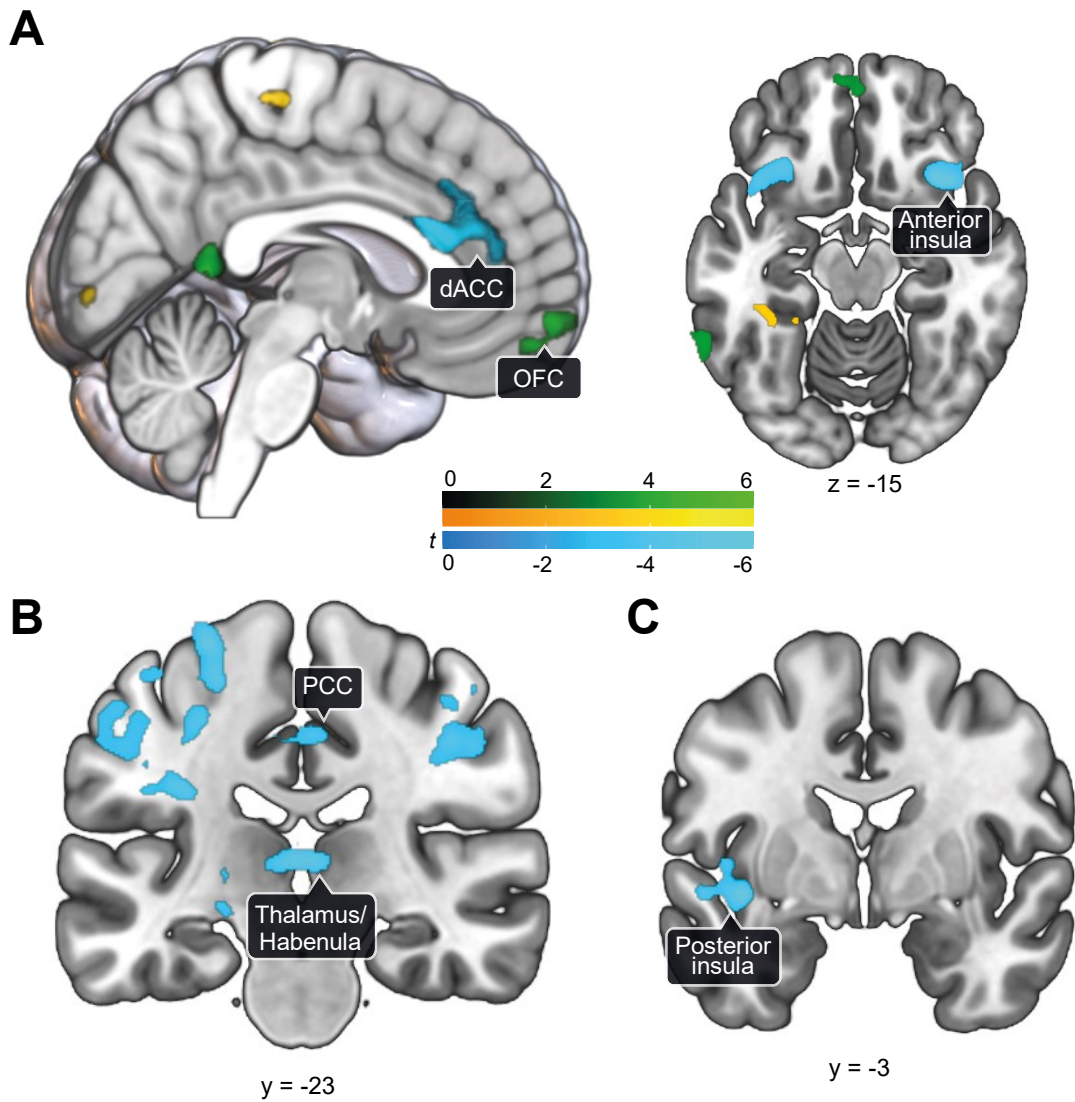 A
dACC
OFC
Anterior
insula
z = -15
0 2 4 6
t
0 -2 -4 -6
B
PCC
Thalamus/
Habenula
y = -23
C
Posterior
insula
y = -3